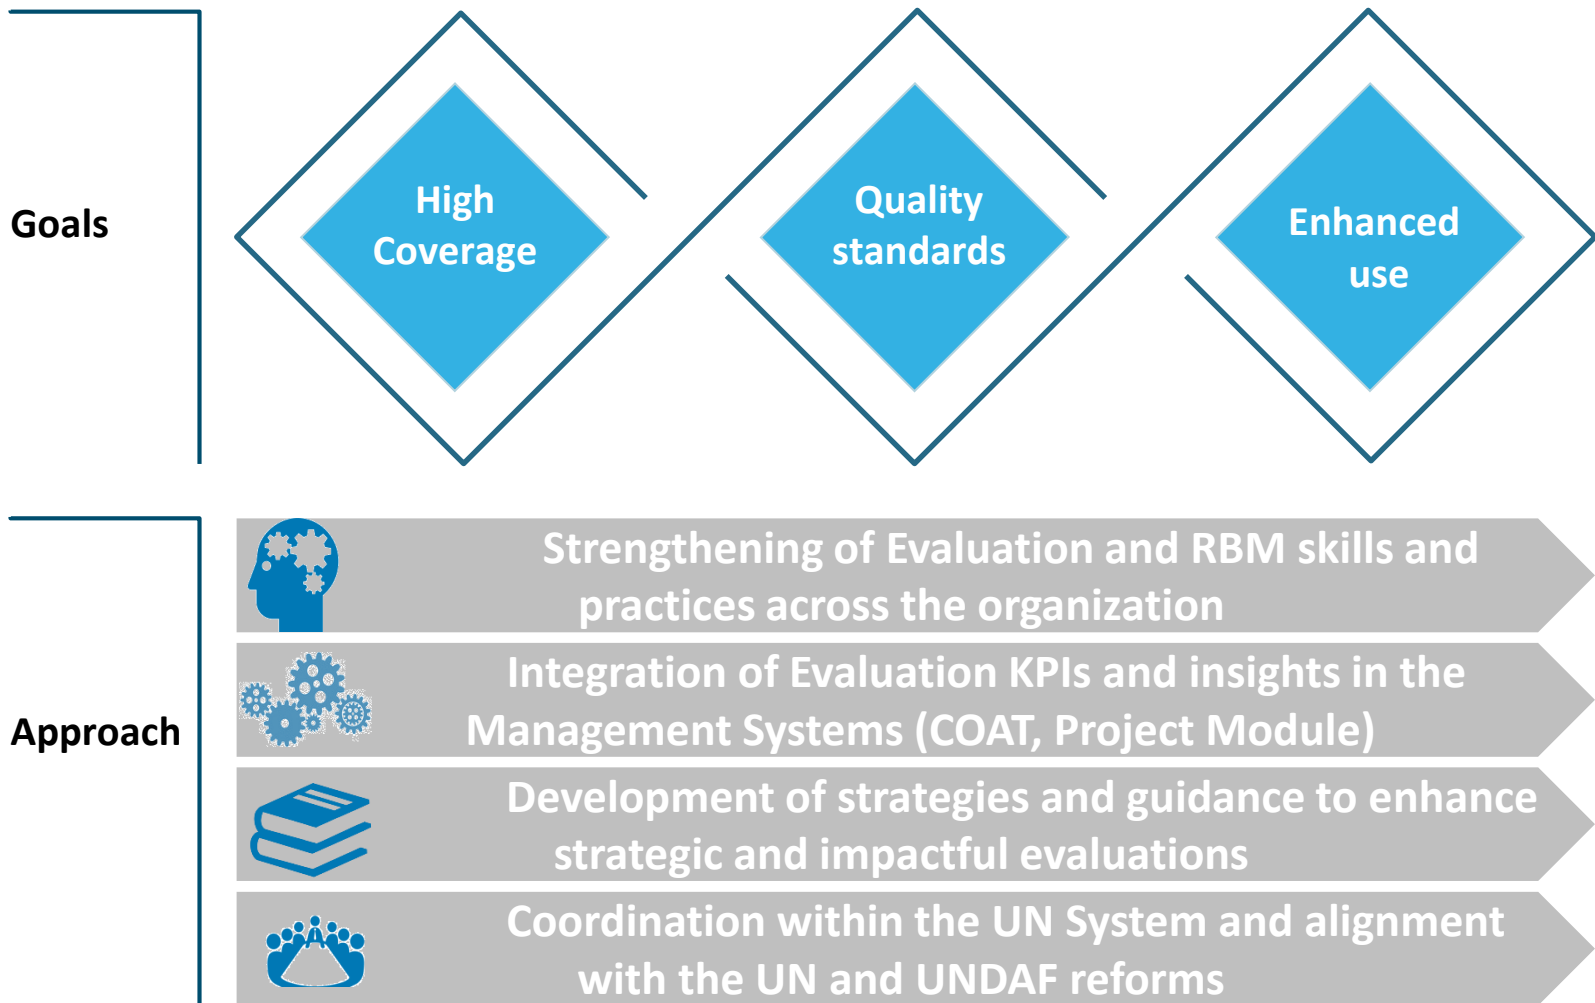 Goals
High
Coverage
Quality
standards
Enhanced
use
Approach
Strengthening of Evaluation and RBM skills and
practices across the organization
Integration of Evaluation KPIs and insights in the
Management Systems (COAT, Project Module)
Development of strategies and guidance to enhance
strategic and impactful evaluations
Coordination within the UN System and alignment
with the UN and UNDAF reforms